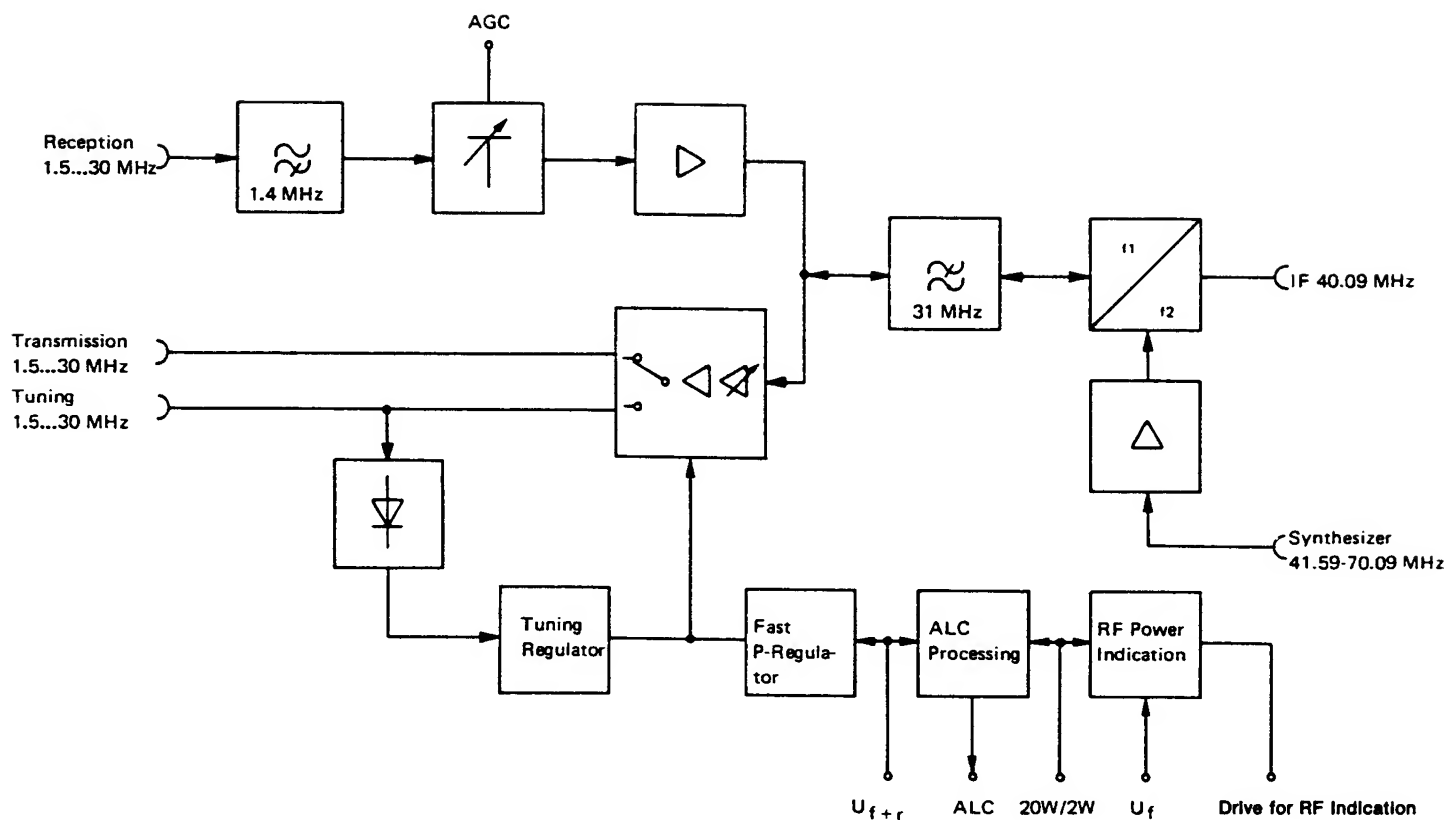 AGC
Reception
1.5...30 MHz
1.4 MHz
31 MHz
f1
f2
IF 40.09 MHz
Transmission
1.5...30 MHz
Tuning
1.5...30 MHz
Synthesizer
41.59-70.09 MHz
Tuning
Regulator
Fast
P-Regula-
tor
ALC
Processing
RF Power
Indication
U f + r
ALC
20W/2W
U f
Drive for RF Indication